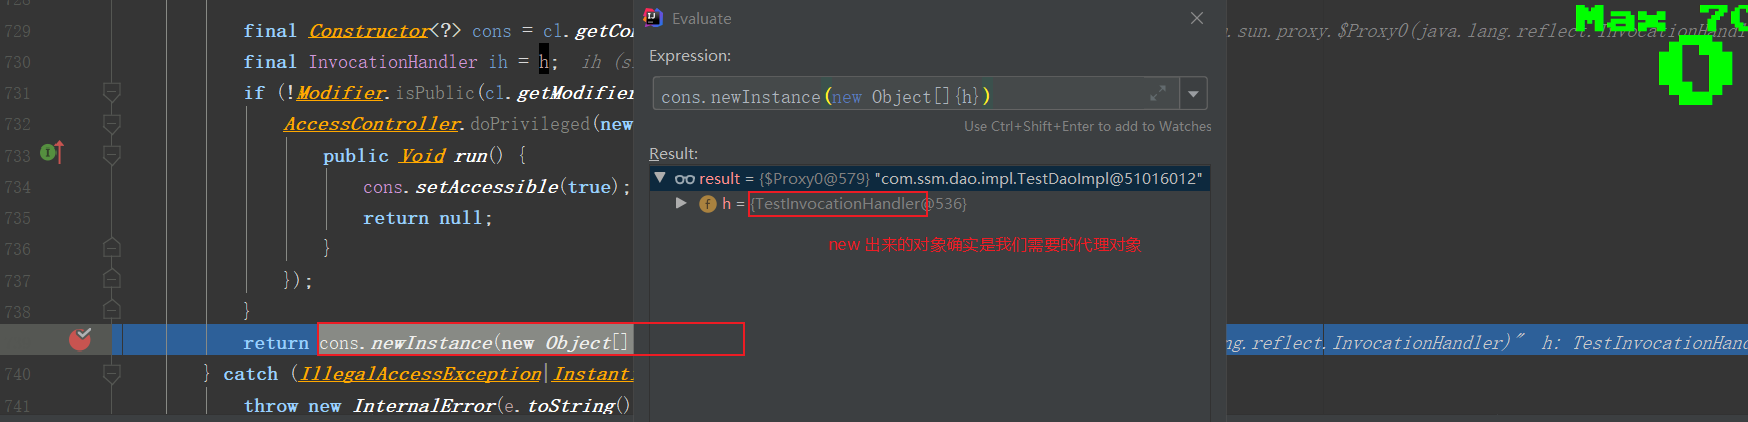 729 final Constructor<?> cons = cl.getCo
730 final InvocationHandler ih = h; ih (s
731 if (!Modifier.isPublic(cl.getModifier
732 AccessController.doPrivileged(new
733 public Void run() {
734 cons.setAccessible(true);
735 return null;
736 }
737 });
738 }
return cons.newInstance(new Object[]
740 } catch (IllegalAccessException|Instant
741 throw new InternalError(e.toString()
Evaluate
Expression:
cons.newInstance(new Object[]{h})
Use Ctrl+Shift+Enter to add to Watches
Result:
result = {$Proxy0@579} "com.ssm.dao.impl.TestDaoImpl@51016012"
h = {TestInvocationHandler@536}
new 出来的对象确实是我们需要的代理对象
.sun.proxy.$Proxy0(java.lang.reflect.InvocationHandl
ng.reflect.InvocationHandler)" h: TestInvocationHand
Max
0